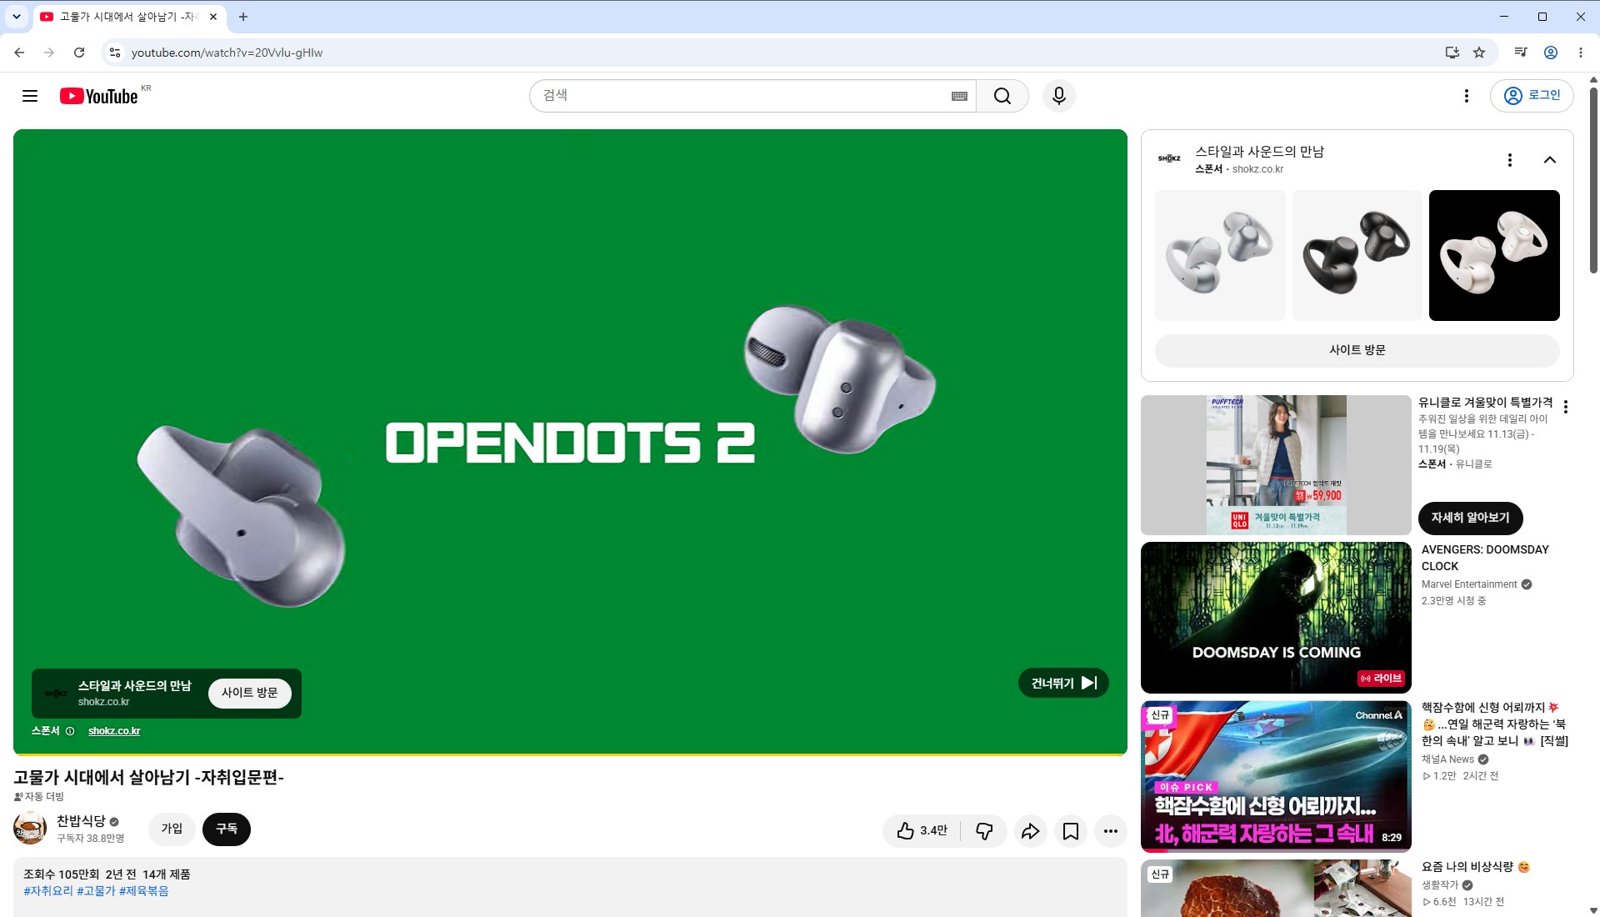 고물가 시대에서 살아남기 -자
youtube.com/watch?v=20Vvlu-gHIw
YouTube KR
검색
로그인
OPENDOTS 2
스타일과 사운드의 만남
shokz.co.kr
사이트 방문
건너뛰기
스폰서
shokz.co.kr
고물가 시대에서 살아남기 -자취입문편-
자동 더빙
찬밥식당
구독자 38.8만명
가입
구독
3.4만
조회수 105만회 2년 전 14개 제품
#자취요리 #고물가 #제육볶음
SHOKZ
스타일과 사운드의 만남
스폰서 · shokz.co.kr
사이트 방문
PUFFTECH
₩59,900
UNI QLO
겨울맞이 특별가격
유니클로 겨울맞이 특별가격
추워진 일상을 위한 데일리 아이
템을 만나보세요 11.13(금) -
11.19(목)
스폰서 · 유니클로
자세히 알아보기
DOOMSDAY IS COMING
라이브
AVENGERS: DOOMSDAY
CLOCK
Marvel Entertainment
2.3만명 시청 중
신규
Channel A
이슈 PICK
핵잠수함에 신형 어뢰까지...
北, 해군력 자랑하는 그 속내
8:29
핵잠수함에 신형 어뢰까지💥
🤔...연일 해군력 자랑하는 ‘북
한의 속내’ 알고 보니 👀 [직썰]
채널A News
1.2만 2시간 전
신규
요즘 나의 비상식량 😋
생활작가
6.6천 13시간 전